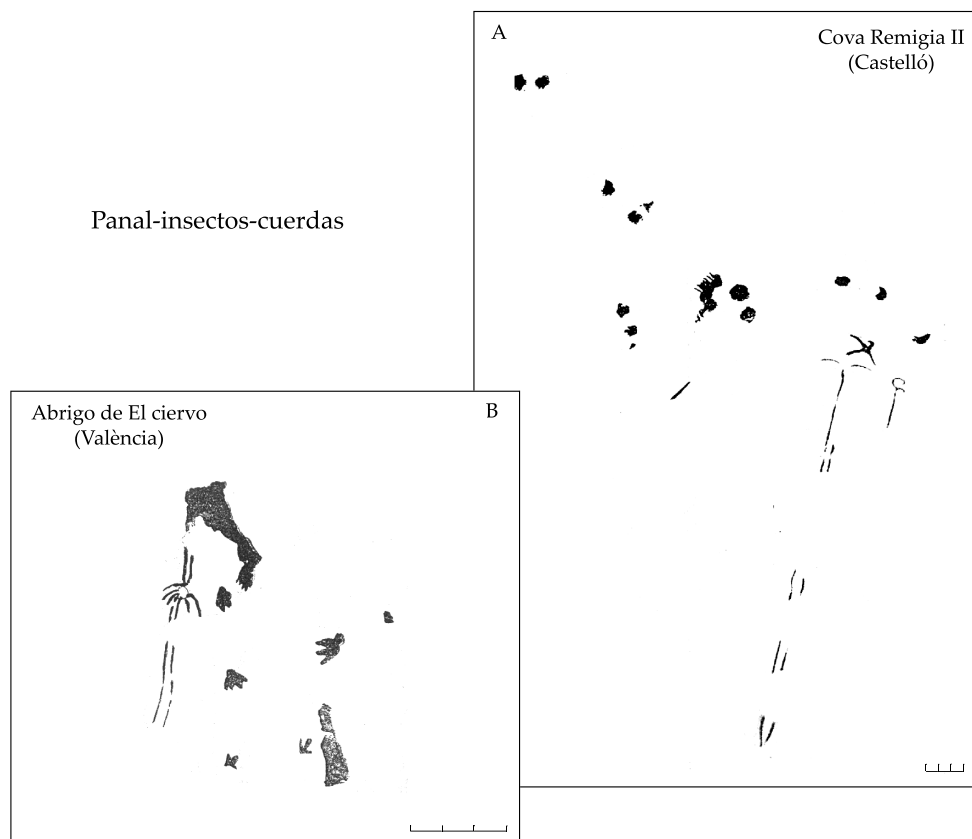 A
Cova Remigia II
(Castelló)
Panal-insectos-cuerdas
Abrigo de El ciervo
(València)
B